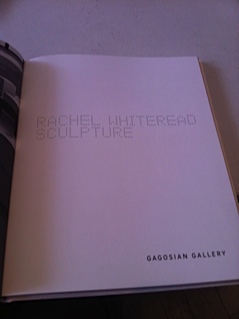 RACHEL WHITEREAD
SCULPTURE
GAGOSIAN GALLERY